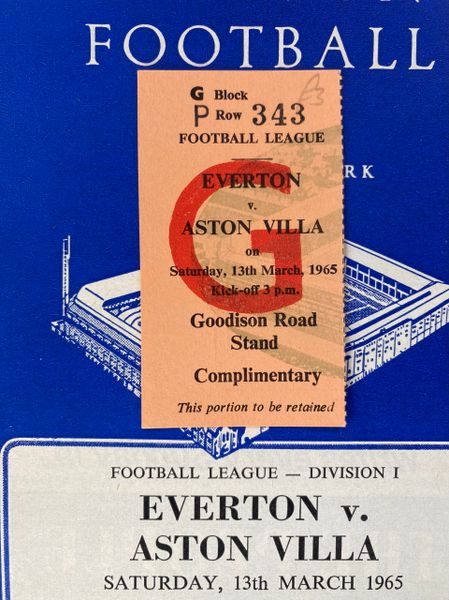 FOOTBALL
G Block
P Row 343
FOOTBALL LEAGUE
RK
EVERTON
v.
ASTON VILLA
on
Saturday, 13th March, 1965
Kick-off 3 p.m.
G
Goodison Road
Stand
Complimentary
This portion to be retained
FOOTBALL LEAGUE — DIVISION I
EVERTON v.
ASTON VILLA
SATURDAY, 13th MARCH 1965